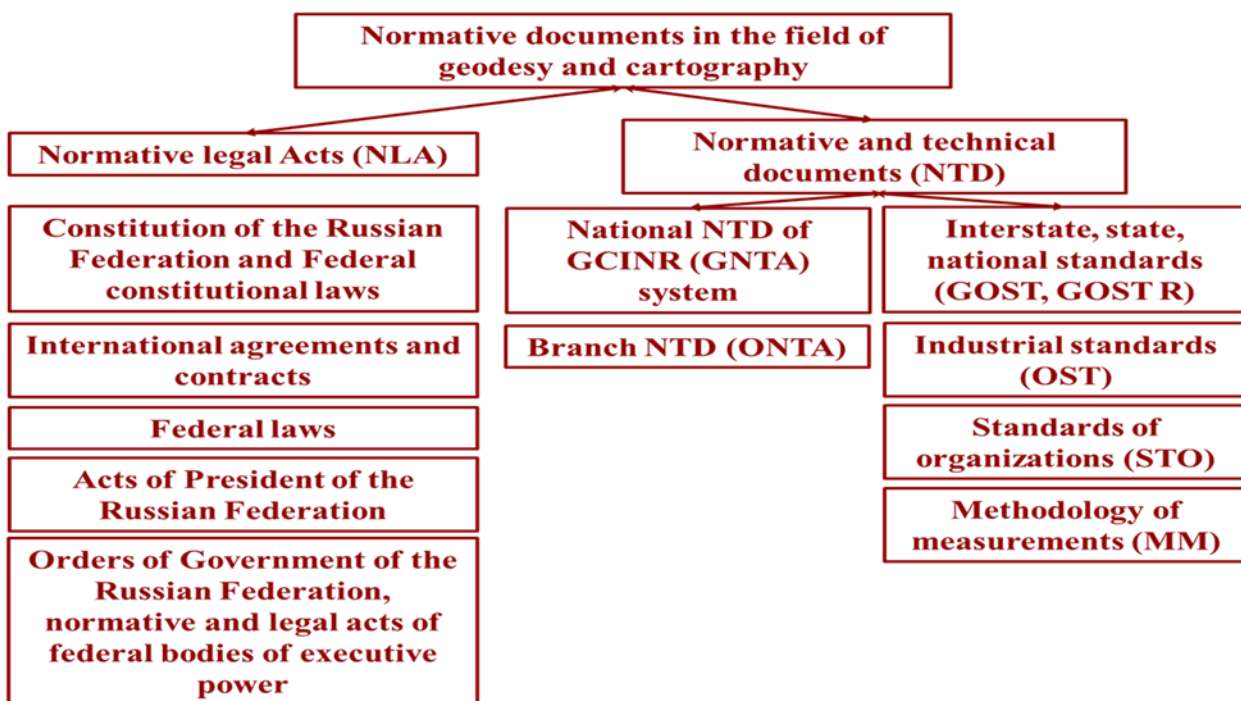 Normative documents in the field of
geodesy and cartography
Normative legal Acts (NLA)
Normative and technical
documents (NTD)
Constitution of the Russian
Federation and Federal
constitutional laws
International agreements and
contracts
Federal laws
Acts of President of the
Russian Federation
Orders of Government of the
Russian Federation,
normative and legal acts of
federal bodies of executive
power
National NTD of
GCINR (GNTA)
system
Branch NTD (ONTA)
Interstate, state,
national standards
(GOST, GOST R)
Industrial standards
(OST)
Standards of
organizations (STO)
Methodology of
measurements (MM)